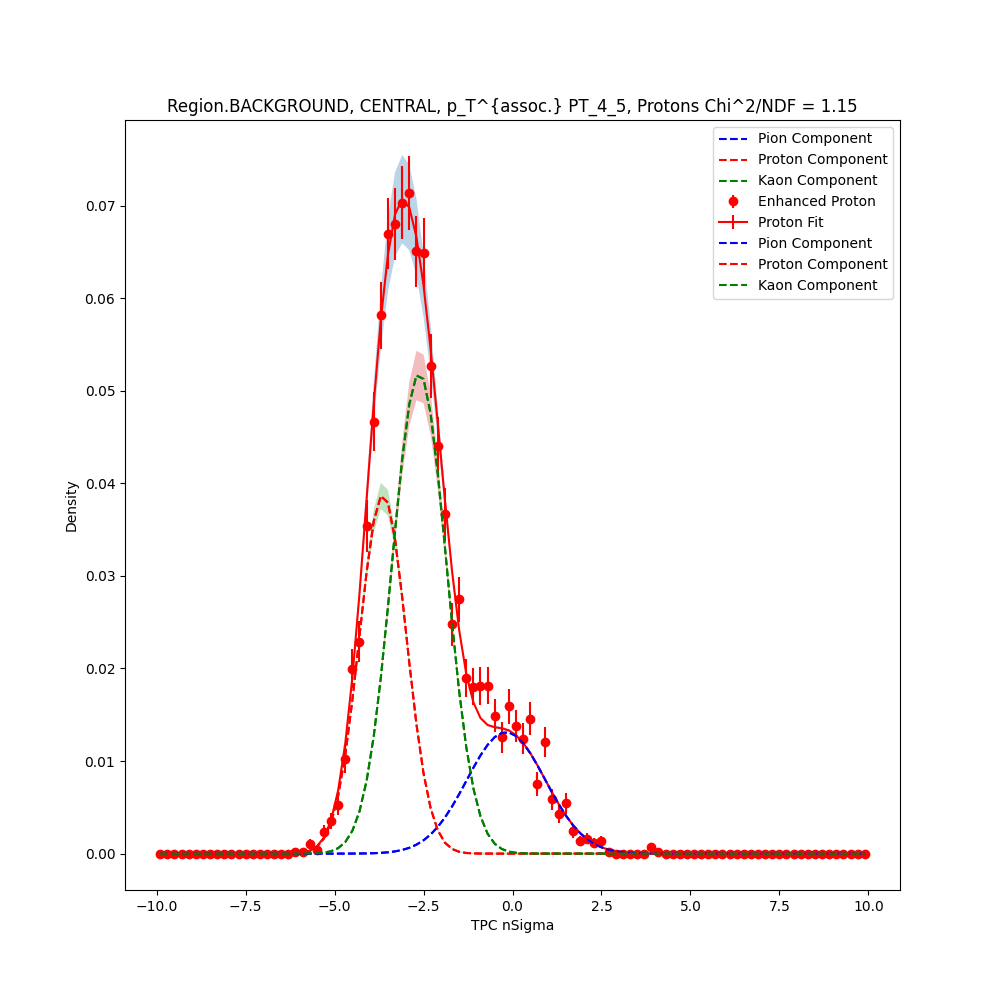 Region.BACKGROUND, CENTRAL, p_T^{assoc.} PT_4_5, Protons Chi^2/NDF = 1.15
Pion Component
Proton Component
Kaon Component
Enhanced Proton
Proton Fit
Pion Component
Proton Component
Kaon Component
0.07
0.06
0.05
0.04
0.03
0.02
0.01
0.00
Density
−10.0 −7.5 −5.0 −2.5 0.0 2.5 5.0 7.5 10.0
TPC nSigma